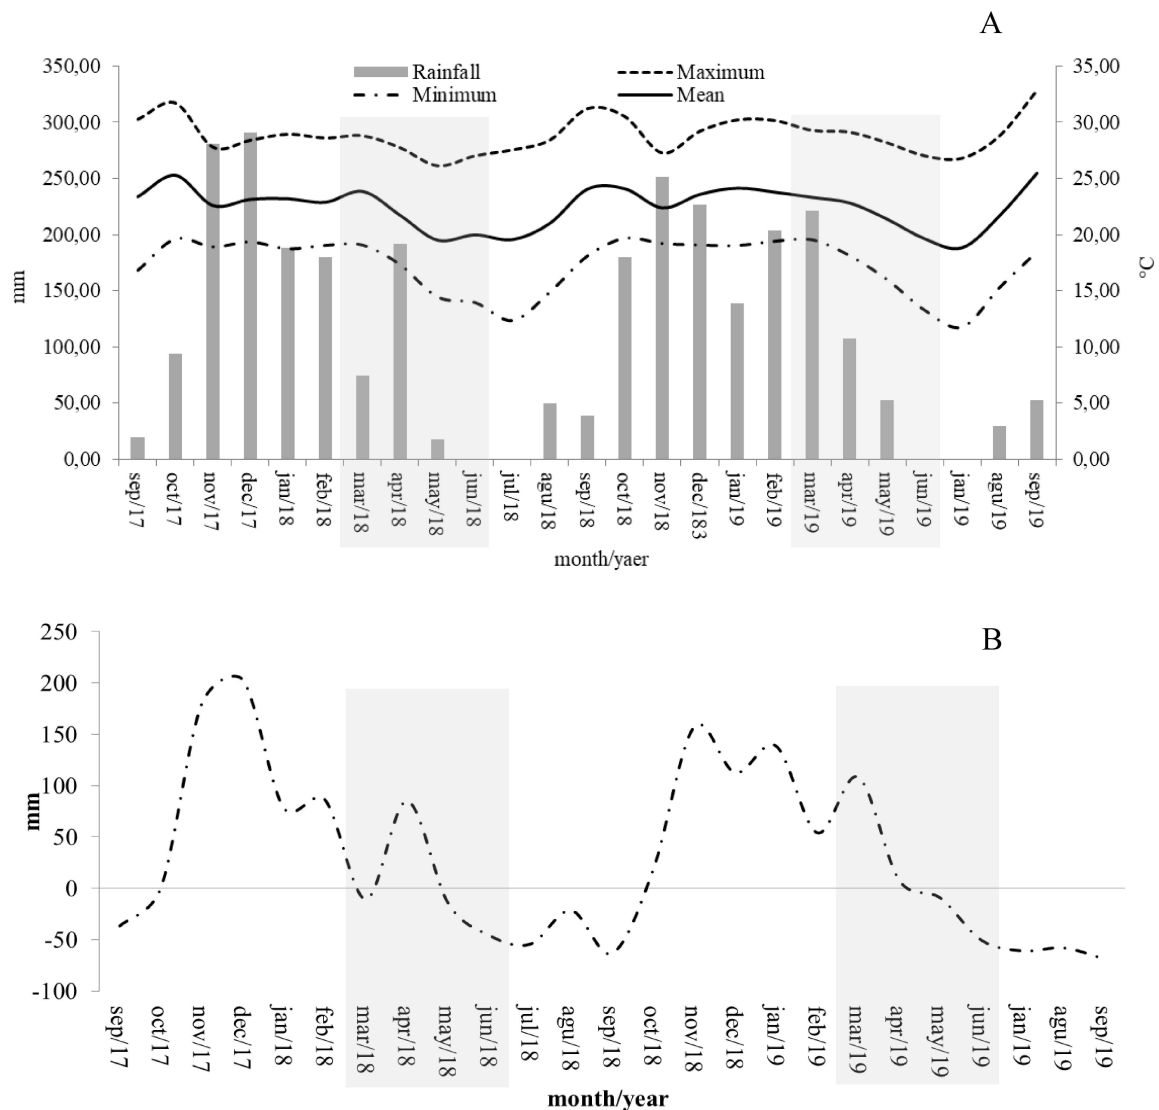 A
350,00
300,00
250,00
200,00
150,00
100,00
50,00
0,00
mm
Rainfall
Maximum
Minimum
Mean
35,00
30,00
25,00
20,00
15,00
10,00
5,00
0,00
°C
sep/17
oct/17
nov/17
dec/17
jan/18
feb/18
mar/18
apr/18
may/18
jun/18
jul/18
agu/18
sep/18
oct/18
nov/18
dec/183
jan/19
feb/19
mar/19
apr/19
may/19
jun/19
jan/19
agu/19
sep/19
month/yaer
B
250
200
150
100
50
0
-50
-100
mm
sep/17
oct/17
nov/17
dec/17
jan/18
feb/18
mar/18
apr/18
may/18
jun/18
jul/18
agu/18
sep/18
oct/18
nov/18
dec/18
jan/19
feb/19
mar/19
apr/19
may/19
jun/19
jan/19
agu/19
sep/19
month/year